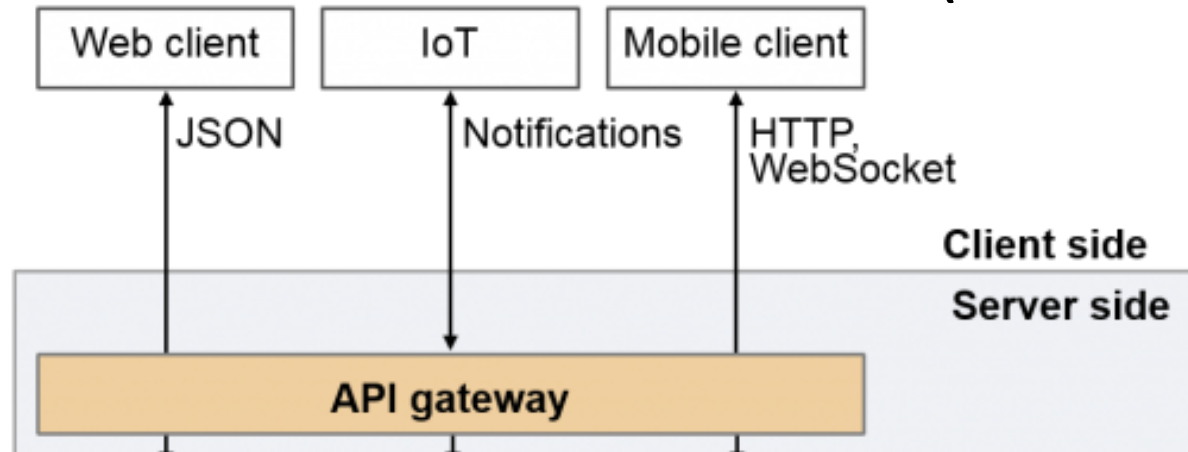 Web client
IoT
Mobile client
JSON
Notifications
HTTP,
WebSocket
Client side
Server side
API gateway